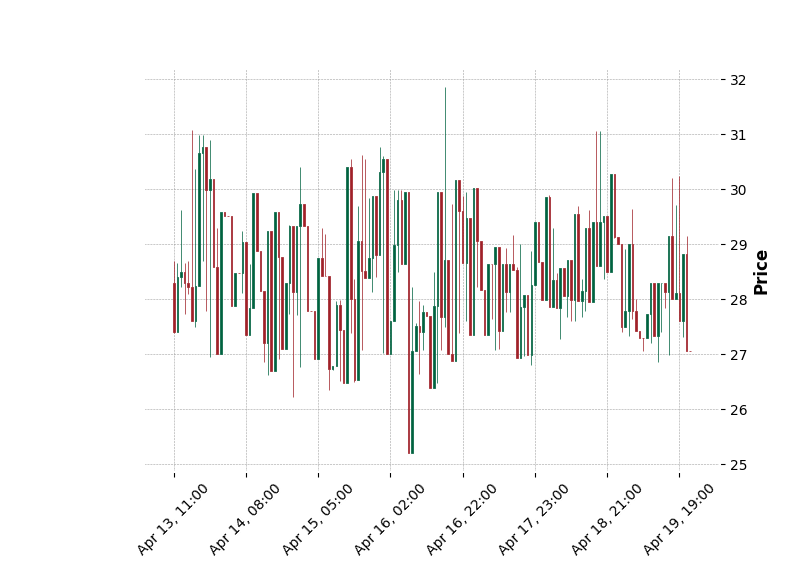 32
31
30
29
28
27
26
25
Price
Apr 13, 11:00
Apr 14, 08:00
Apr 15, 05:00
Apr 16, 02:00
Apr 16, 22:00
Apr 17, 23:00
Apr 18, 21:00
Apr 19, 19:00